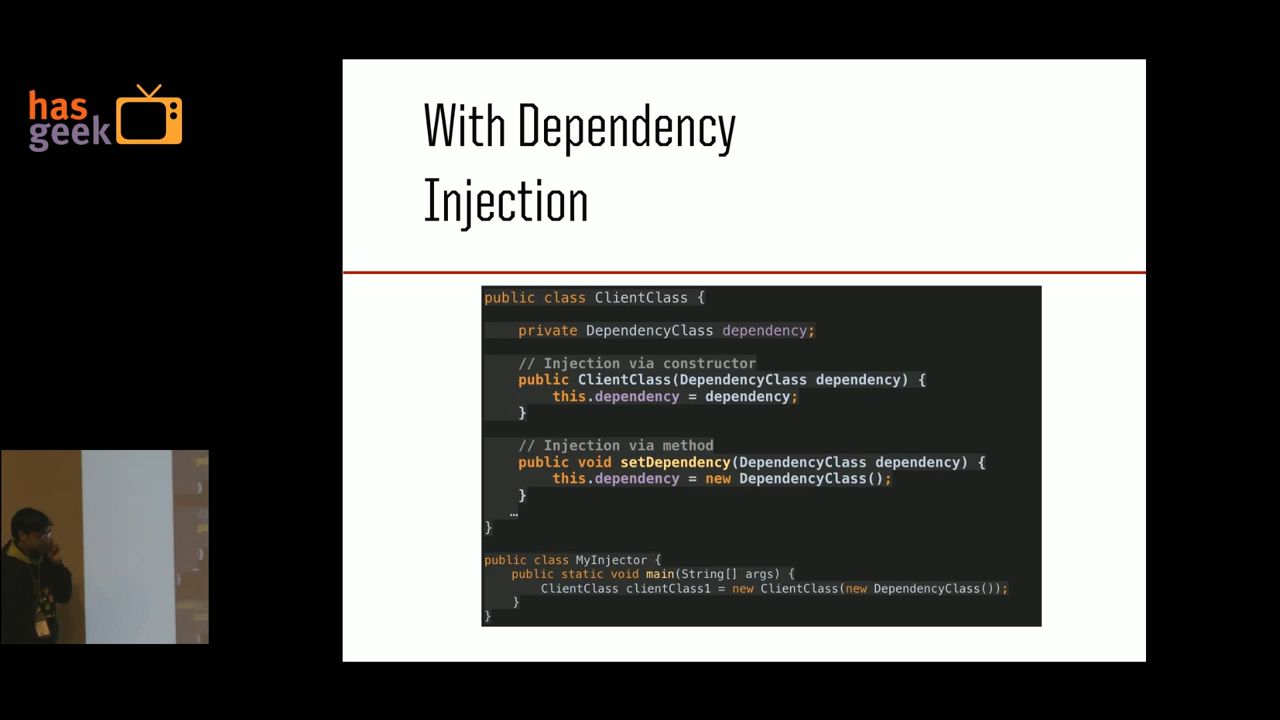 has
geek
With Dependency
Injection
public class ClientClass {
private DependencyClass dependency;
// Injection via constructor
public ClientClass(DependencyClass dependency) {
this.dependency = dependency;
}
// Injection via method
public void setDependency(DependencyClass dependency) {
this.dependency = new DependencyClass();
}
…
}
public class MyInjector {
public static void main(String[] args) {
ClientClass clientClass1 = new ClientClass(new DependencyClass());
}
}